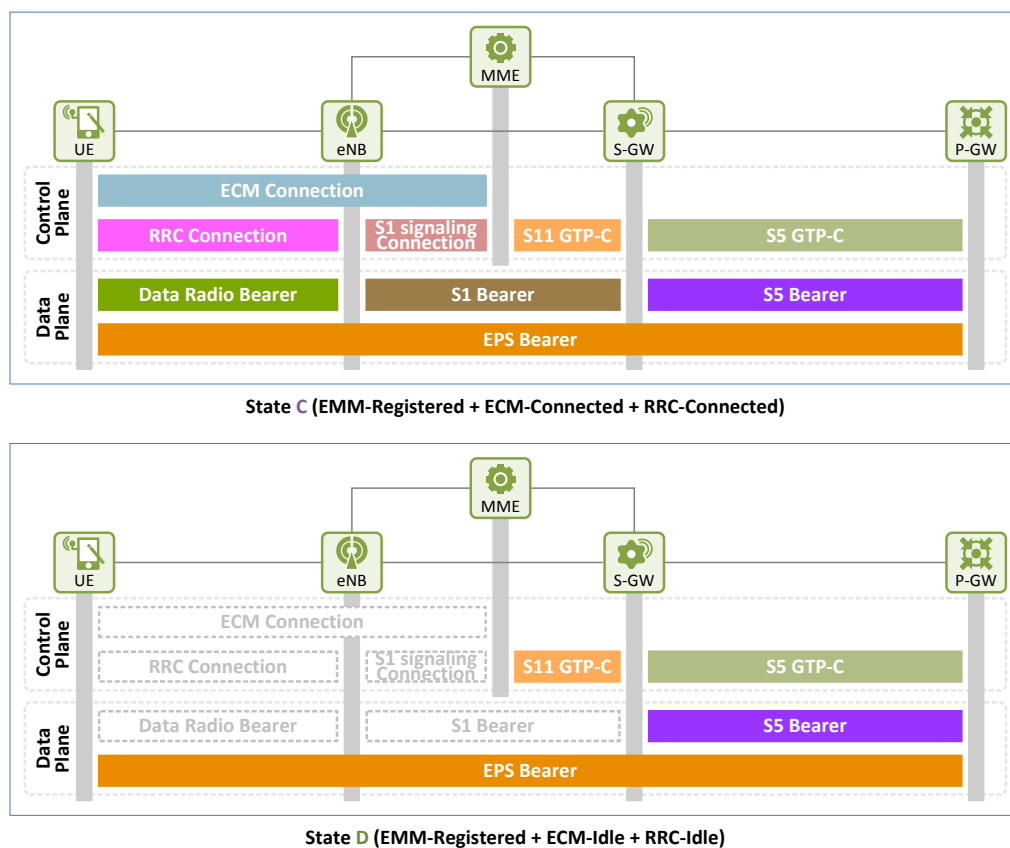 MME
UE
eNB
S-GW
P-GW
Control
Plane
ECM Connection
RRC Connection
S1 signaling
Connection
S11 GTP-C
S5 GTP-C
Data
Plane
Data Radio Bearer
S1 Bearer
S5 Bearer
EPS Bearer
State C (EMM-Registered + ECM-Connected + RRC-Connected)
MME
UE
eNB
S-GW
P-GW
Control
Plane
ECM Connection
RRC Connection
S1 signaling
Connection
S11 GTP-C
S5 GTP-C
Data
Plane
Data Radio Bearer
S1 Bearer
S5 Bearer
EPS Bearer
State D (EMM-Registered + ECM-Idle + RRC-Idle)